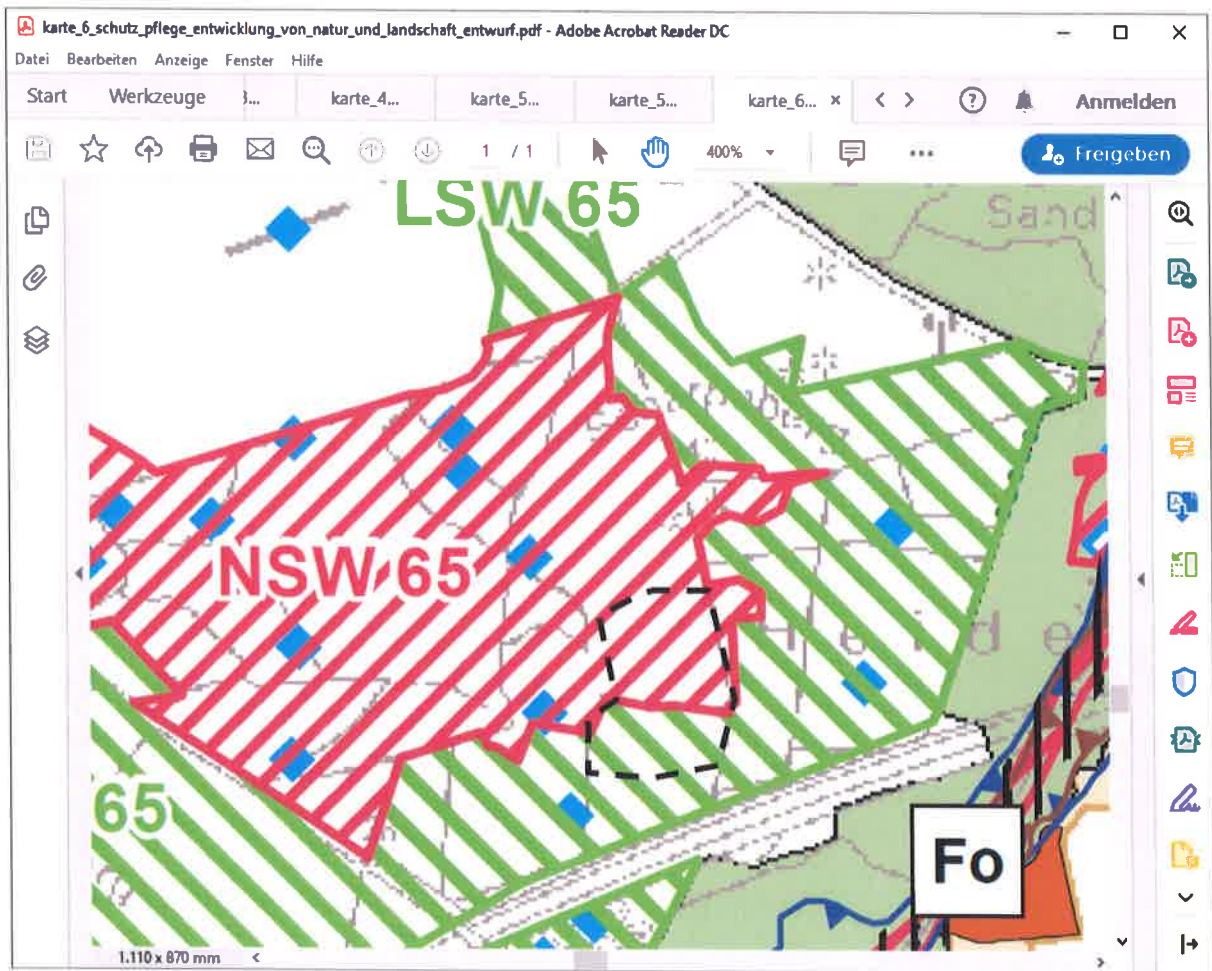 karte_6_schutz_pflege_entwicklung_von_natur_und_landschaft_entwurf.pdf - Adobe Acrobat Reader DC
Datei Bearbeiten Anzeige Fenster Hilfe
Start Werkzeuge 3... karte_4... karte_5... karte_5... karte_6... × Anmelden
1 / 1 400% Freigeben
LSW 65
Sand
NSW 65
H e i d e
65
Fo
1.110 x 870 mm